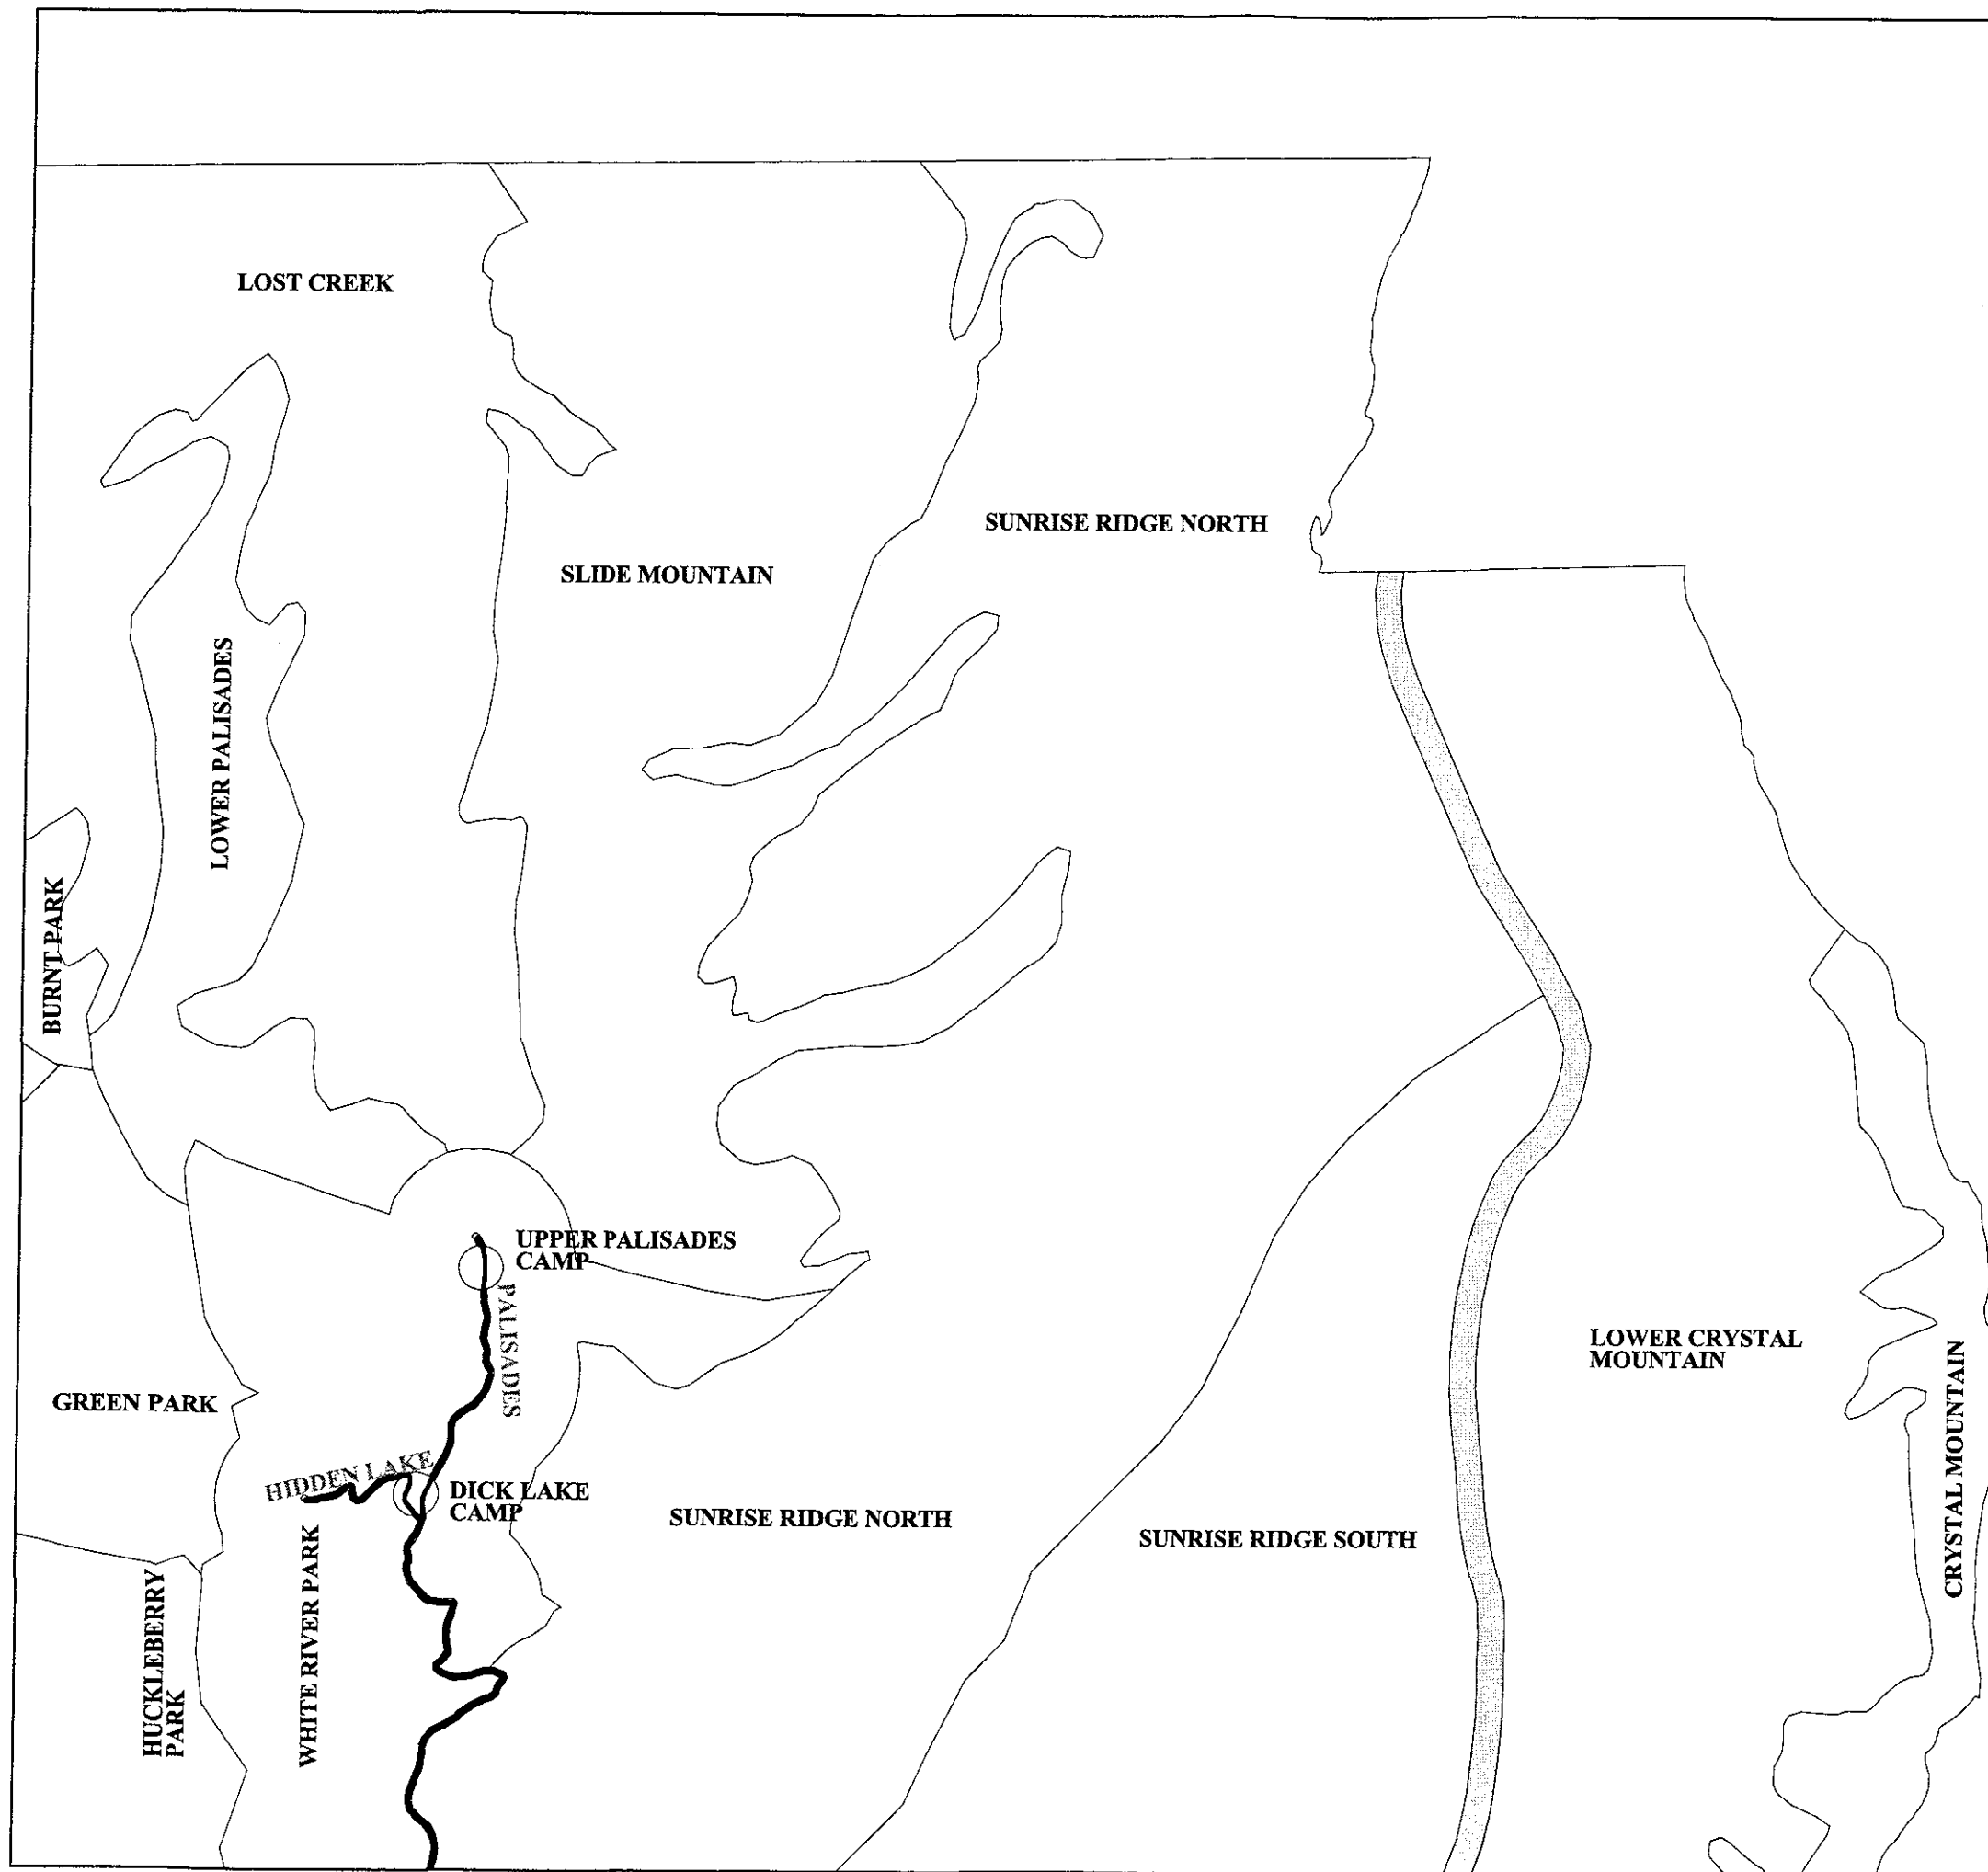 LOST CREEK
SUNRISE RIDGE NORTH
SLIDE MOUNTAIN
LOWER PALISADES
BURNT PARK
UPPER PALISADES
CAMP
PALISADES
LOWER CRYSTAL
MOUNTAIN
CRYSTAL MOUNTAIN
GREEN PARK
HIDDEN LAKE
DICK LAKE
CAMP
SUNRISE RIDGE NORTH
SUNRISE RIDGE SOUTH
HUCKLEBERRY
PARK
WHITE RIVER PARK